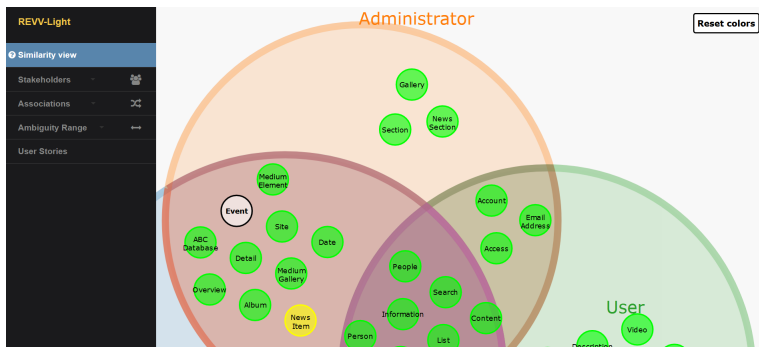 REVV-Light
Similarity view
Stakeholders
Associations
Ambiguity Range
User Stories
Administrator
Reset colors
Gallery
Section
News
Section
Medium
Element
Event
Site
ABC
Database
Detail
Date
Medium
Gallery
Overview
Album
News
Item
Account
Email
Address
Access
People
Search
Information
Content
Person
List
User
Video
Description